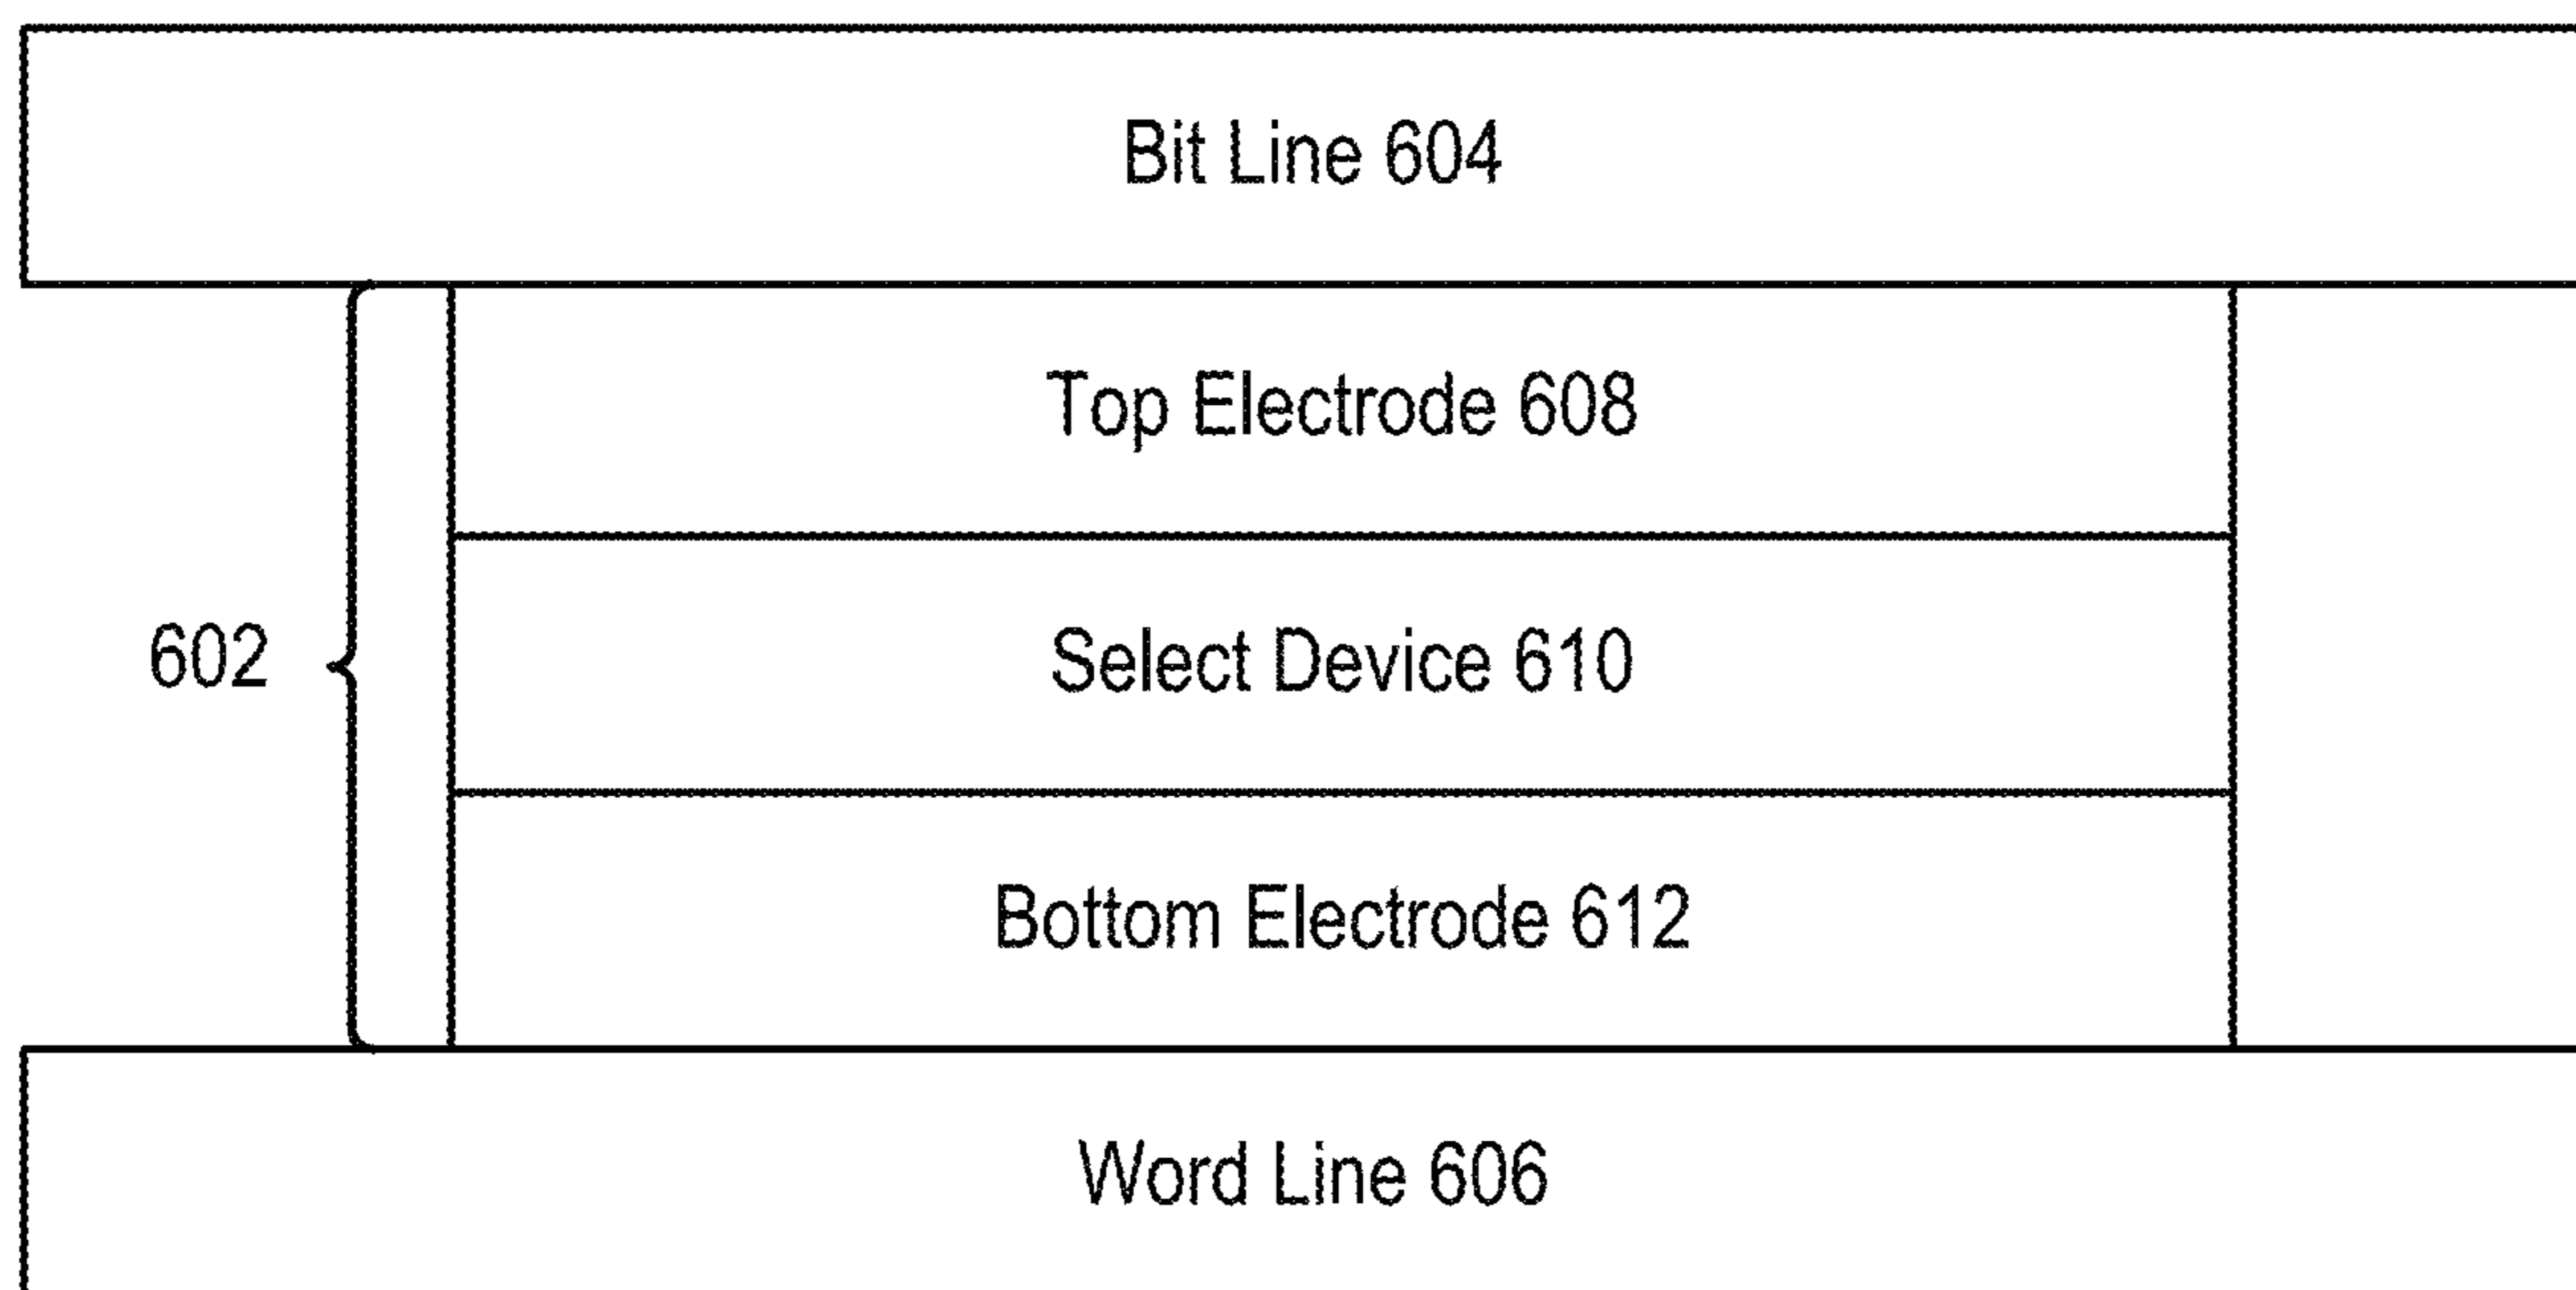 Bit Line 604
Top Electrode 608
602
Select Device 610
Bottom Electrode 612
Word Line 606